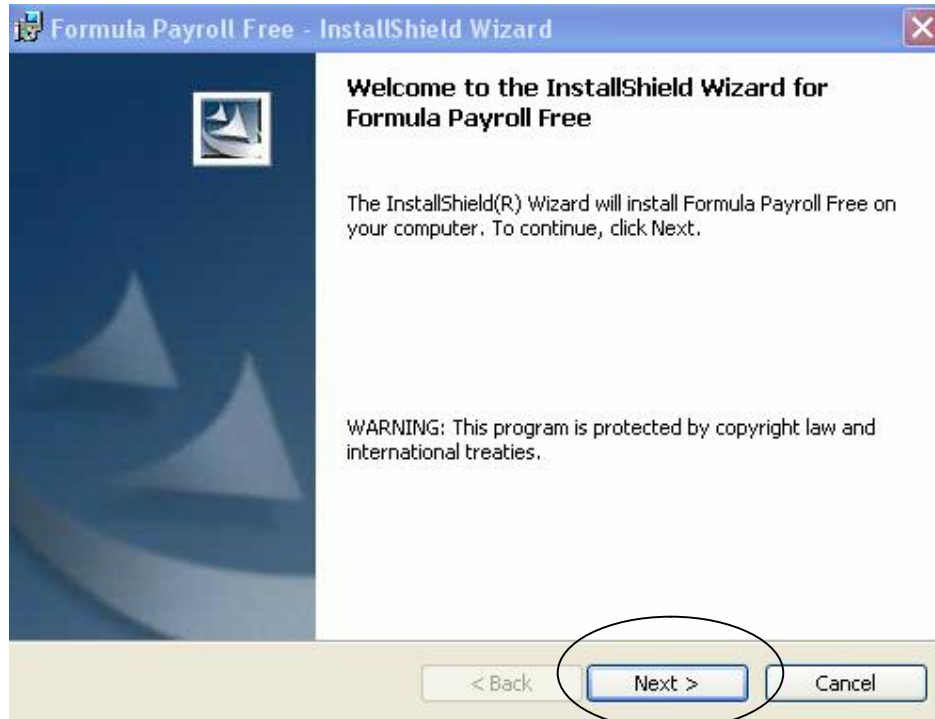 Formula Payroll Free - InstallShield Wizard
Welcome to the InstallShield Wizard for
Formula Payroll Free
The InstallShield(R) Wizard will install Formula Payroll Free on
your computer. To continue, click Next.
WARNING: This program is protected by copyright law and
international treaties.
< Back Next > Cancel